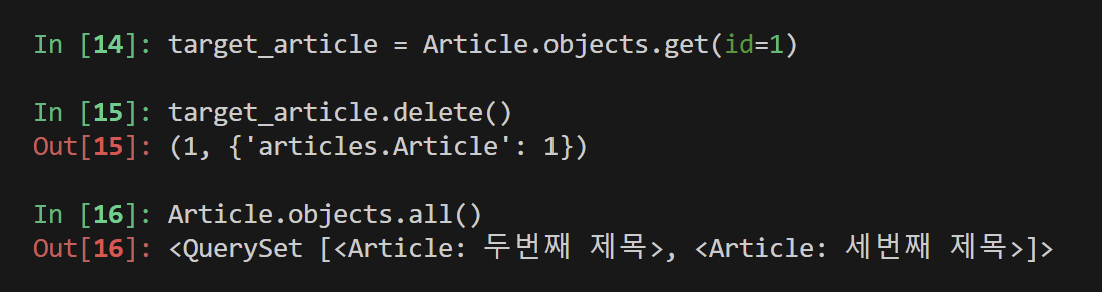 In [14]: target_article = Article.objects.get(id=1)
In [15]: target_article.delete()
Out[15]: (1, {'articles.Article': 1})
In [16]: Article.objects.all()
Out[16]: <QuerySet [<Article: 두번째 제목>, <Article: 세번째 제목>]>